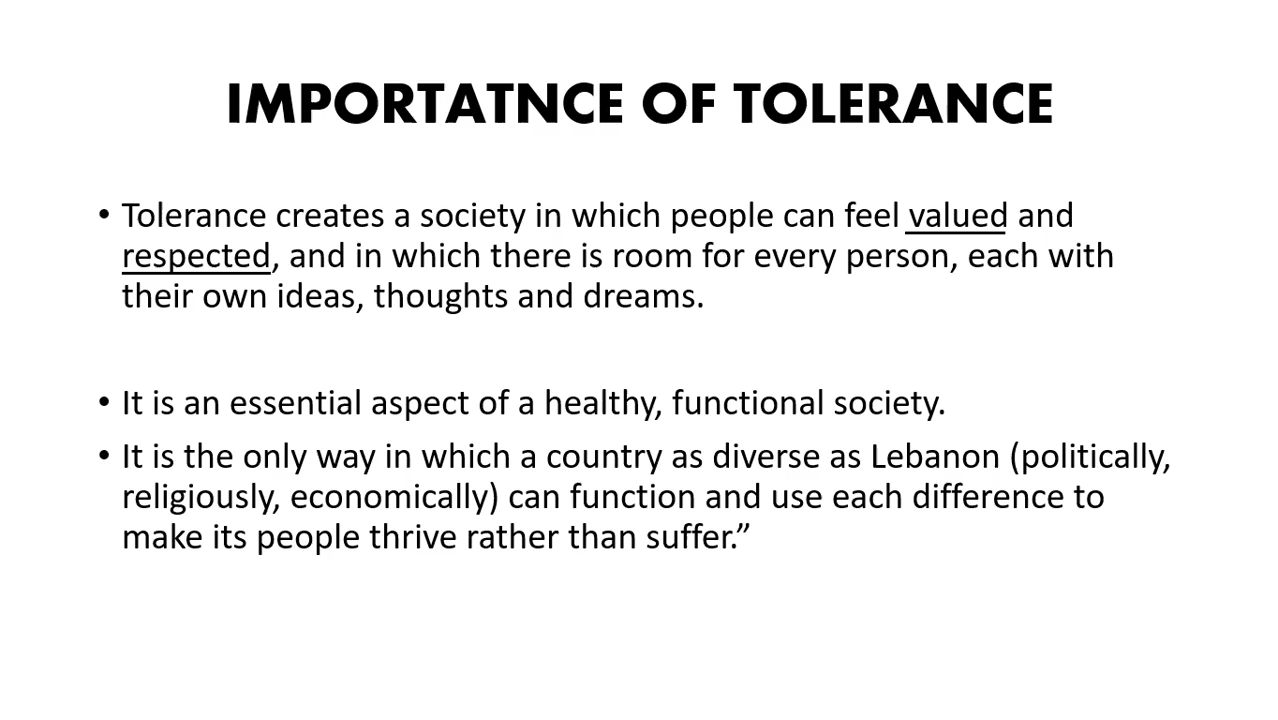 IMPORTATNCE OF TOLERANCE
• Tolerance creates a society in which people can feel valued and
respected, and in which there is room for every person, each with
their own ideas, thoughts and dreams.
• It is an essential aspect of a healthy, functional society.
• It is the only way in which a country as diverse as Lebanon (politically,
religiously, economically) can function and use each difference to
make its people thrive rather than suffer.”